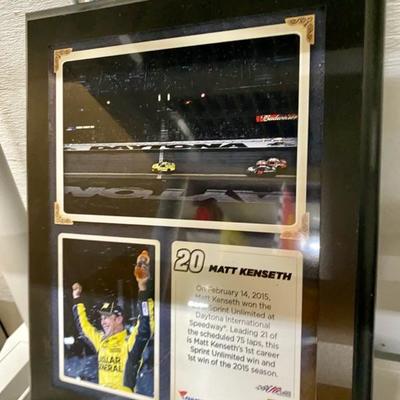 Budweiser
DAYTONA
DAYTONA
20 MATT KENSETH
On February 14, 2015,
Matt Kenseth won the
Sprint Unlimited at
Daytona International
Speedway®. Leading 21 of
the scheduled 75 laps, this
is Matt Kenseth's 1st career
Sprint Unlimited win and
1st win of the 2015 season.